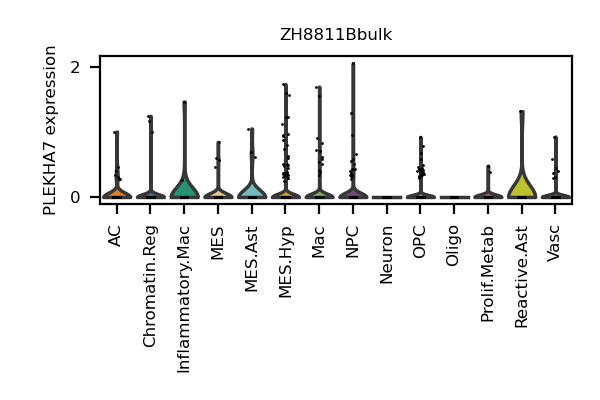 ZH8811Bbulk
PLEKHA7 expression
2
0
AC
Chromatin.Reg
Inflammatory.Mac
MES
MES.Ast
MES.Hyp
Mac
NPC
Neuron
OPC
Oligo
Prolif.Metab
Reactive.Ast
Vasc